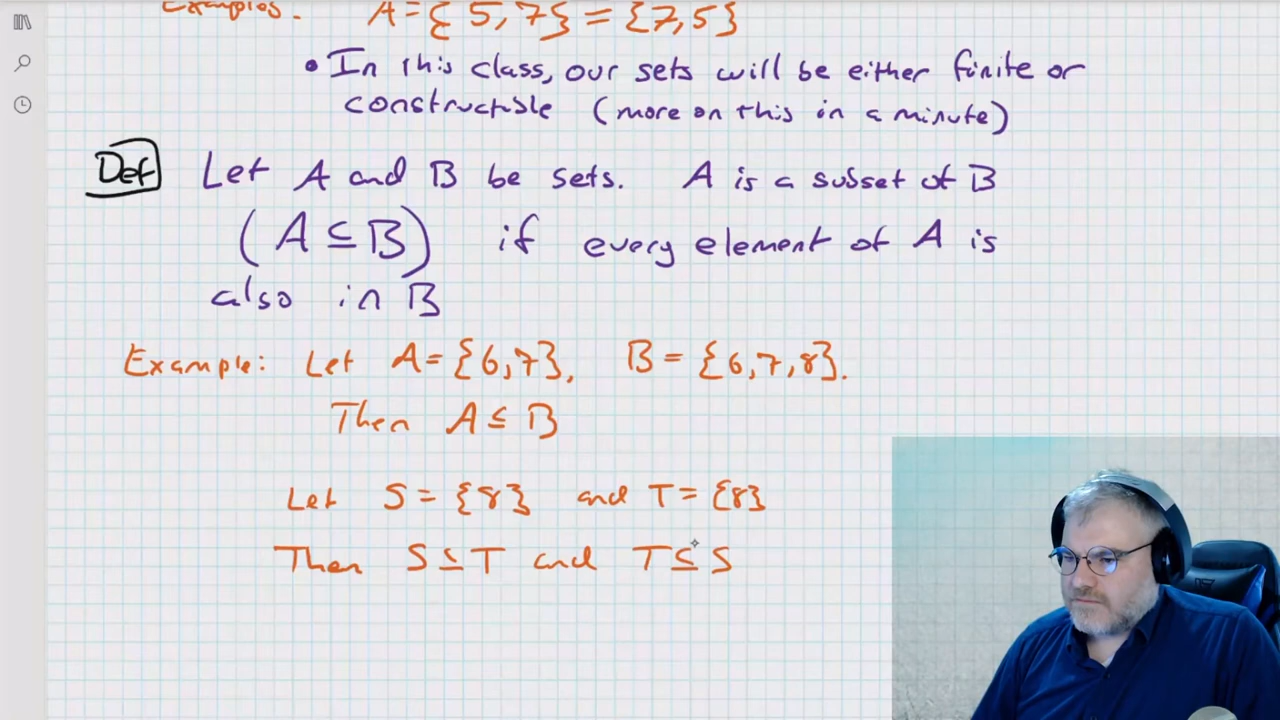 Examples: A = {5,7} = {7,5}
• In this class, our sets will be either finite or
constructible (more on this in a minute)
Def Let A and B be sets. A is a subset of B
(A ⊆ B) if every element of A is
also in B
Example: Let A = {6,7}, B = {6,7,8}.
Then A ⊆ B
Let S = {8} and T = {8}
Then S ⊆ T and T ⊆ S